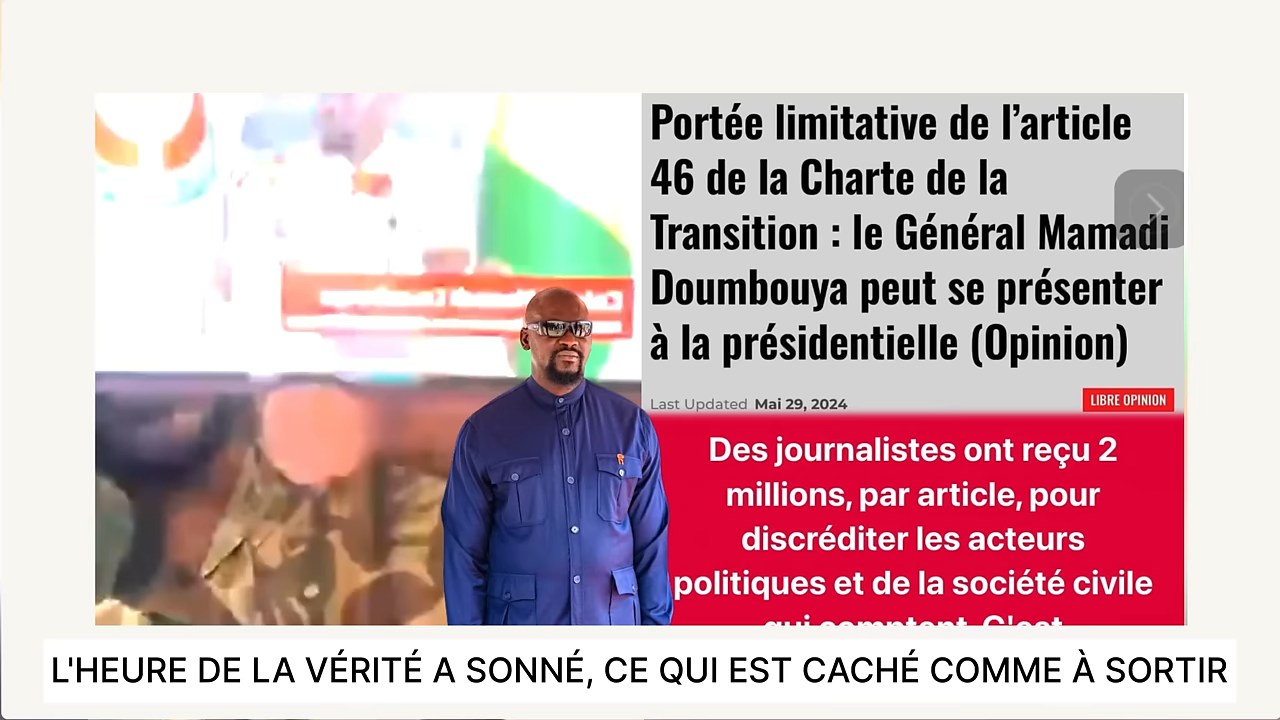 Portée limitative de l'article
46 de la Charte de la
Transition : le Général Mamadi
Doumbouya peut se présenter
à la présidentielle (Opinion)
Last Updated Mai 29, 2024
LIBRE OPINION
Des journalistes ont reçu 2
millions, par article, pour
discréditer les acteurs
politiques et de la société civile
qui comptent. C'est
L'HEURE DE LA VÉRITÉ A SONNÉ, CE QUI EST CACHÉ COMME À SORTIR